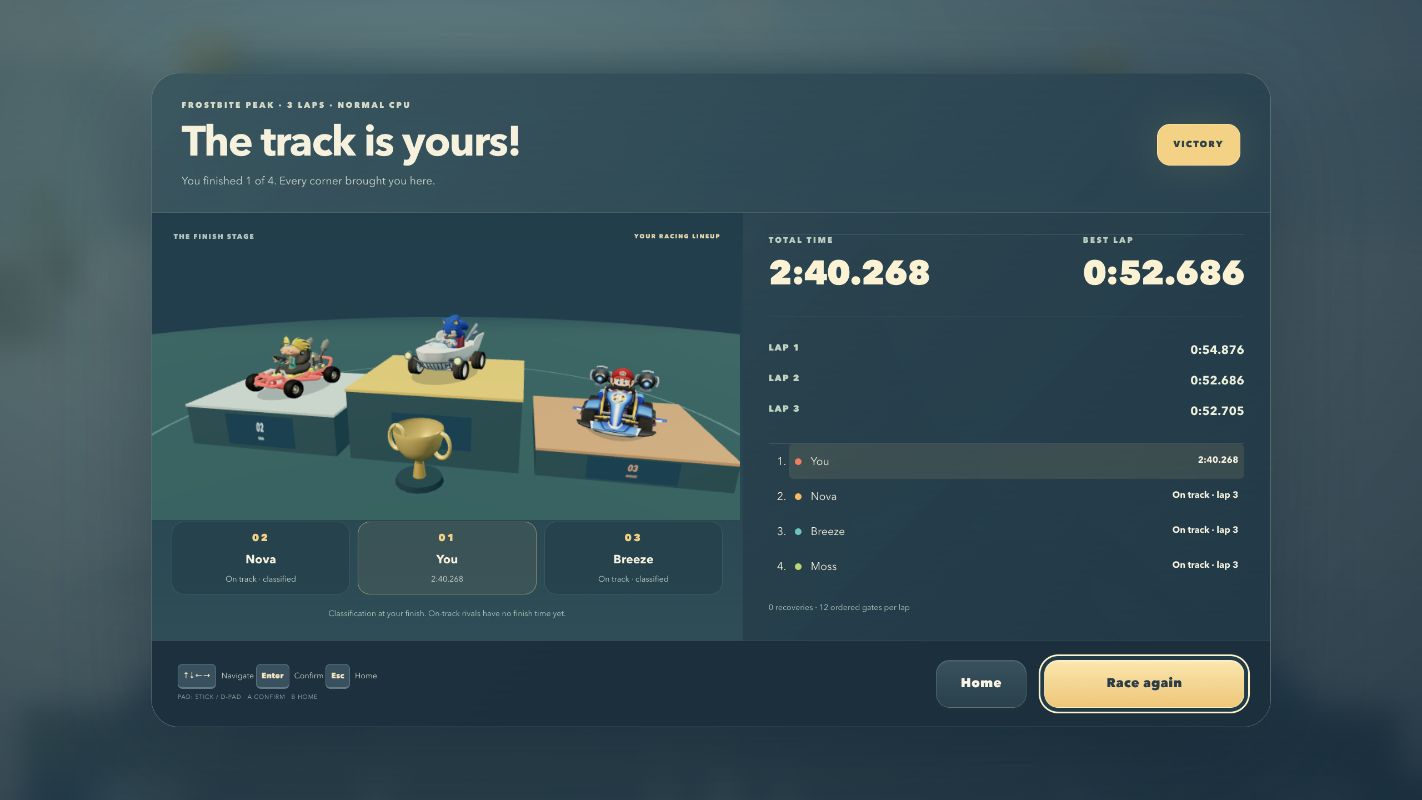 FROSTBITE PEAK · 3 LAPS · NORMAL CPU
The track is yours!
You finished 1 of 4. Every corner brought you here.
VICTORY
THE FINISH STAGE
YOUR RACING LINEUP
02
03
02
Nova
On track · classified
01
You
2:40.268
03
Breeze
On track · classified
Classification at your finish. On-track rivals have no finish time yet.
TOTAL TIME
2:40.268
BEST LAP
0:52.686
LAP 1 0:54.876
LAP 2 0:52.686
LAP 3 0:52.705
1. You 2:40.268
2. Nova On track · lap 3
3. Breeze On track · lap 3
4. Moss On track · lap 3
0 recoveries · 12 ordered gates per lap
↑↓←→ Navigate Enter Confirm Esc Home
PAD: STICK / D-PAD · A CONFIRM · B HOME
Home
Race again